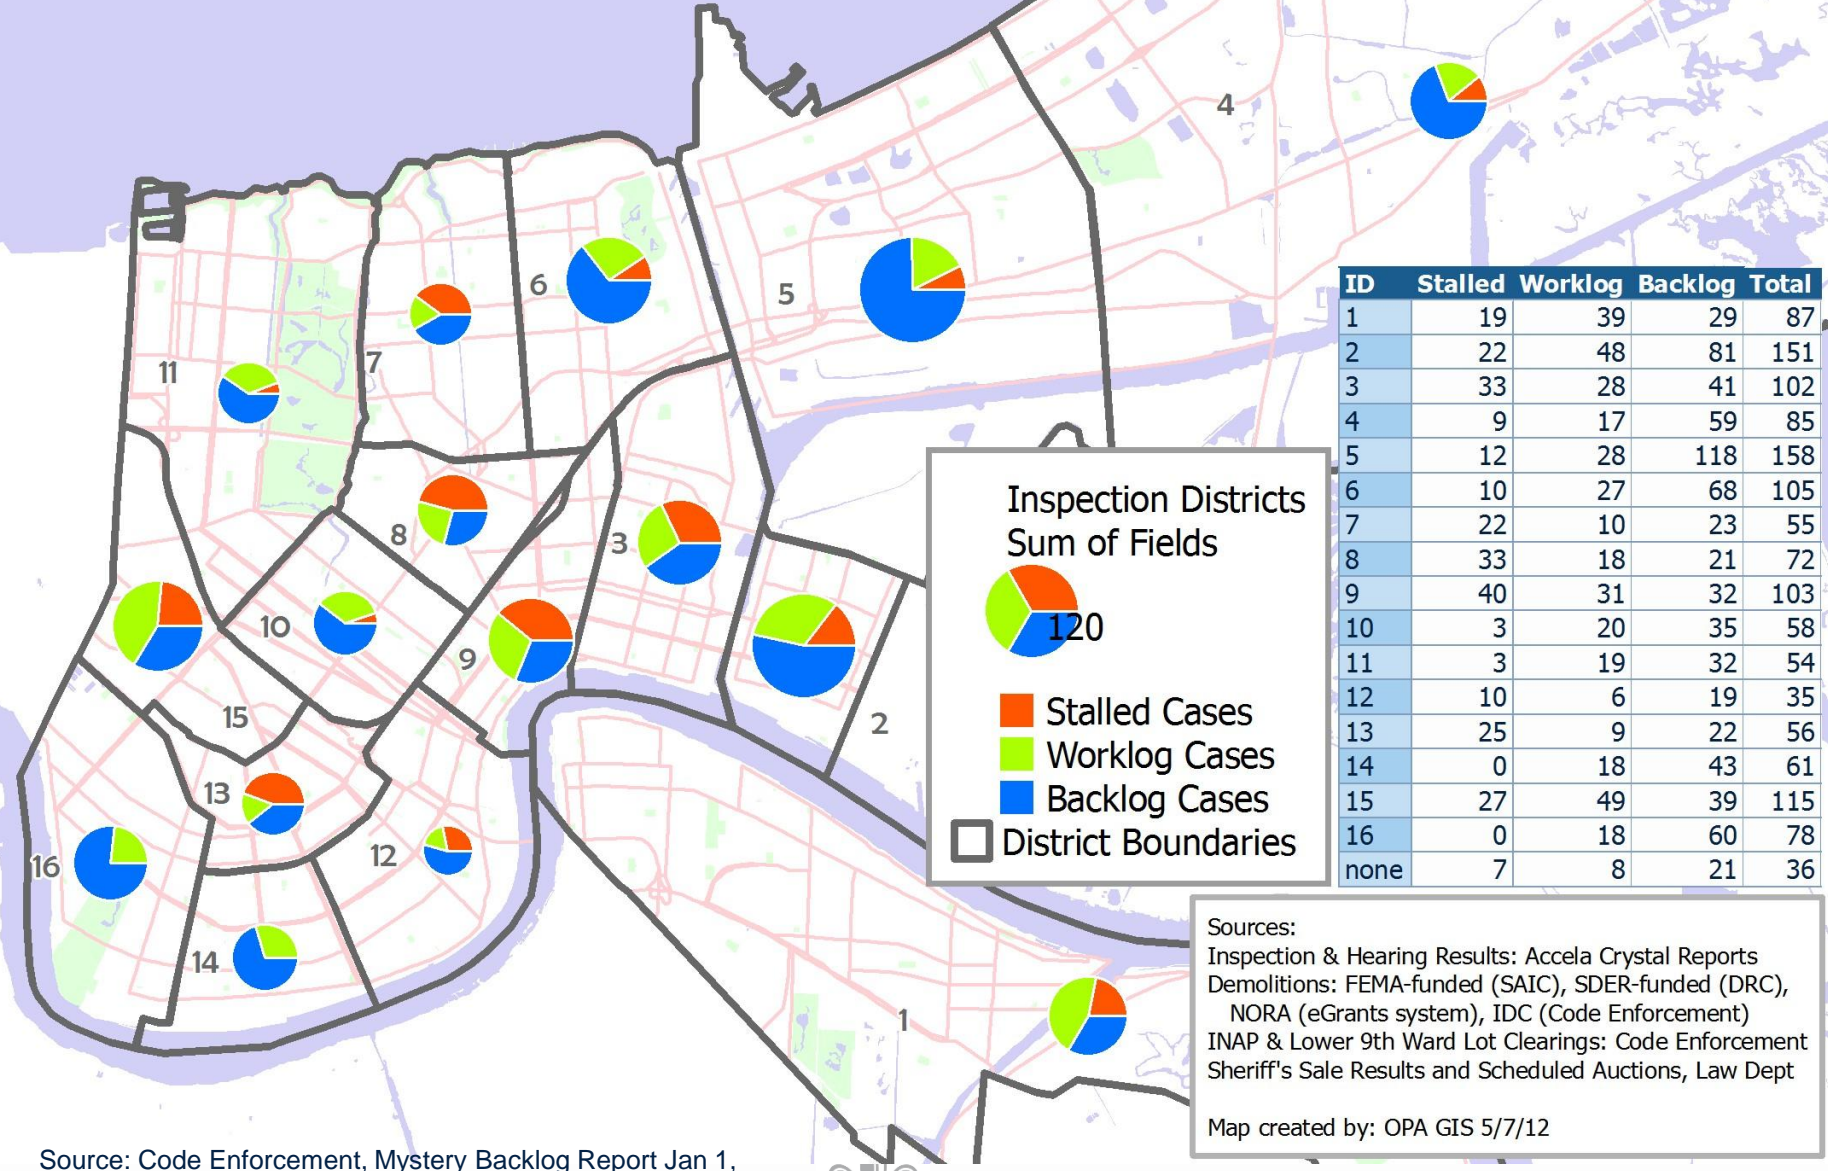 4
6
5
7
11
8
3
10
9
2
15
13
12
16
14
1
Inspection Districts
Sum of Fields
120
Stalled Cases
Worklog Cases
Backlog Cases
District Boundaries
ID Stalled Worklog Backlog Total
1 19 39 29 87
2 22 48 81 151
3 33 28 41 102
4 9 17 59 85
5 12 28 118 158
6 10 27 68 105
7 22 10 23 55
8 33 18 21 72
9 40 31 32 103
10 3 20 35 58
11 3 19 32 54
12 10 6 19 35
13 25 9 22 56
14 0 18 43 61
15 27 49 39 115
16 0 18 60 78
none 7 8 21 36
Sources:
Inspection & Hearing Results: Accela Crystal Reports
Demolitions: FEMA-funded (SAIC), SDER-funded (DRC),
NORA (eGrants system), IDC (Code Enforcement)
INAP & Lower 9th Ward Lot Clearings: Code Enforcement
Sheriff's Sale Results and Scheduled Auctions, Law Dept
Map created by: OPA GIS 5/7/12
Source: Code Enforcement, Mystery Backlog Report Jan 1,